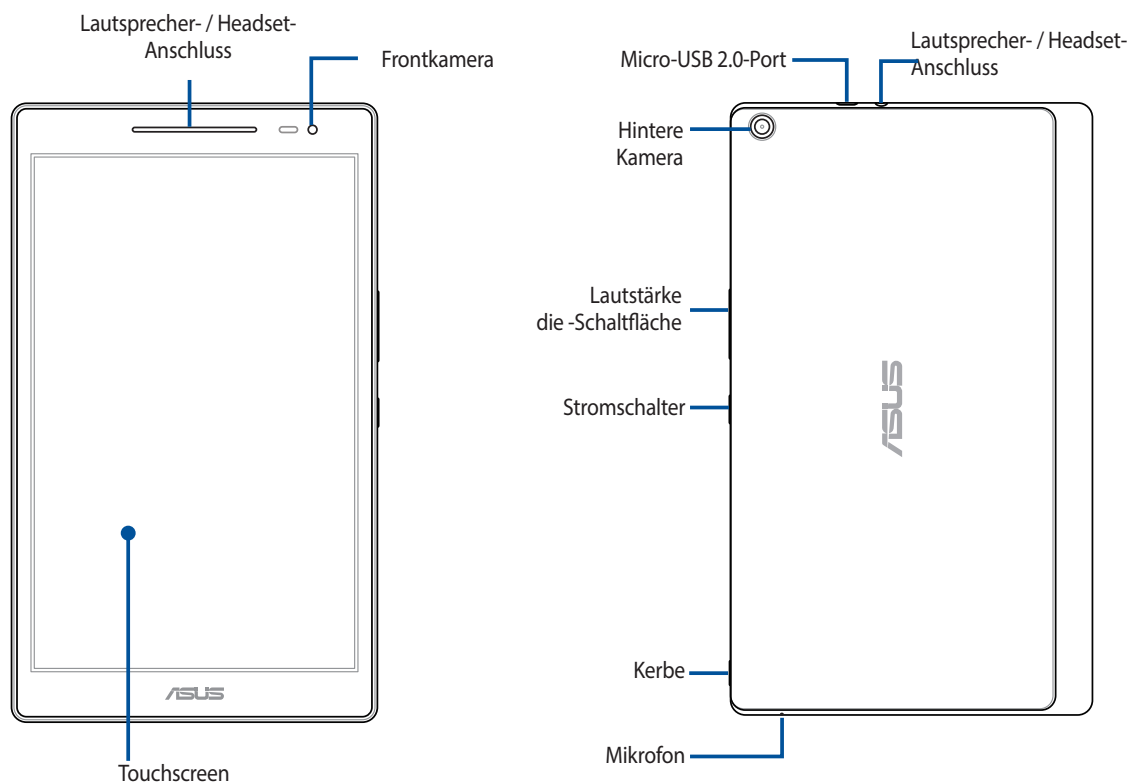 Lautsprecher- / Headset-
Anschluss
Frontkamera
ASUS
Touchscreen
Micro-USB 2.0-Port
Lautsprecher- / Headset-
Anschluss
Hintere
Kamera
Lautstärke
die -Schaltfläche
Stromschalter
ASUS
Kerbe
Mikrofon